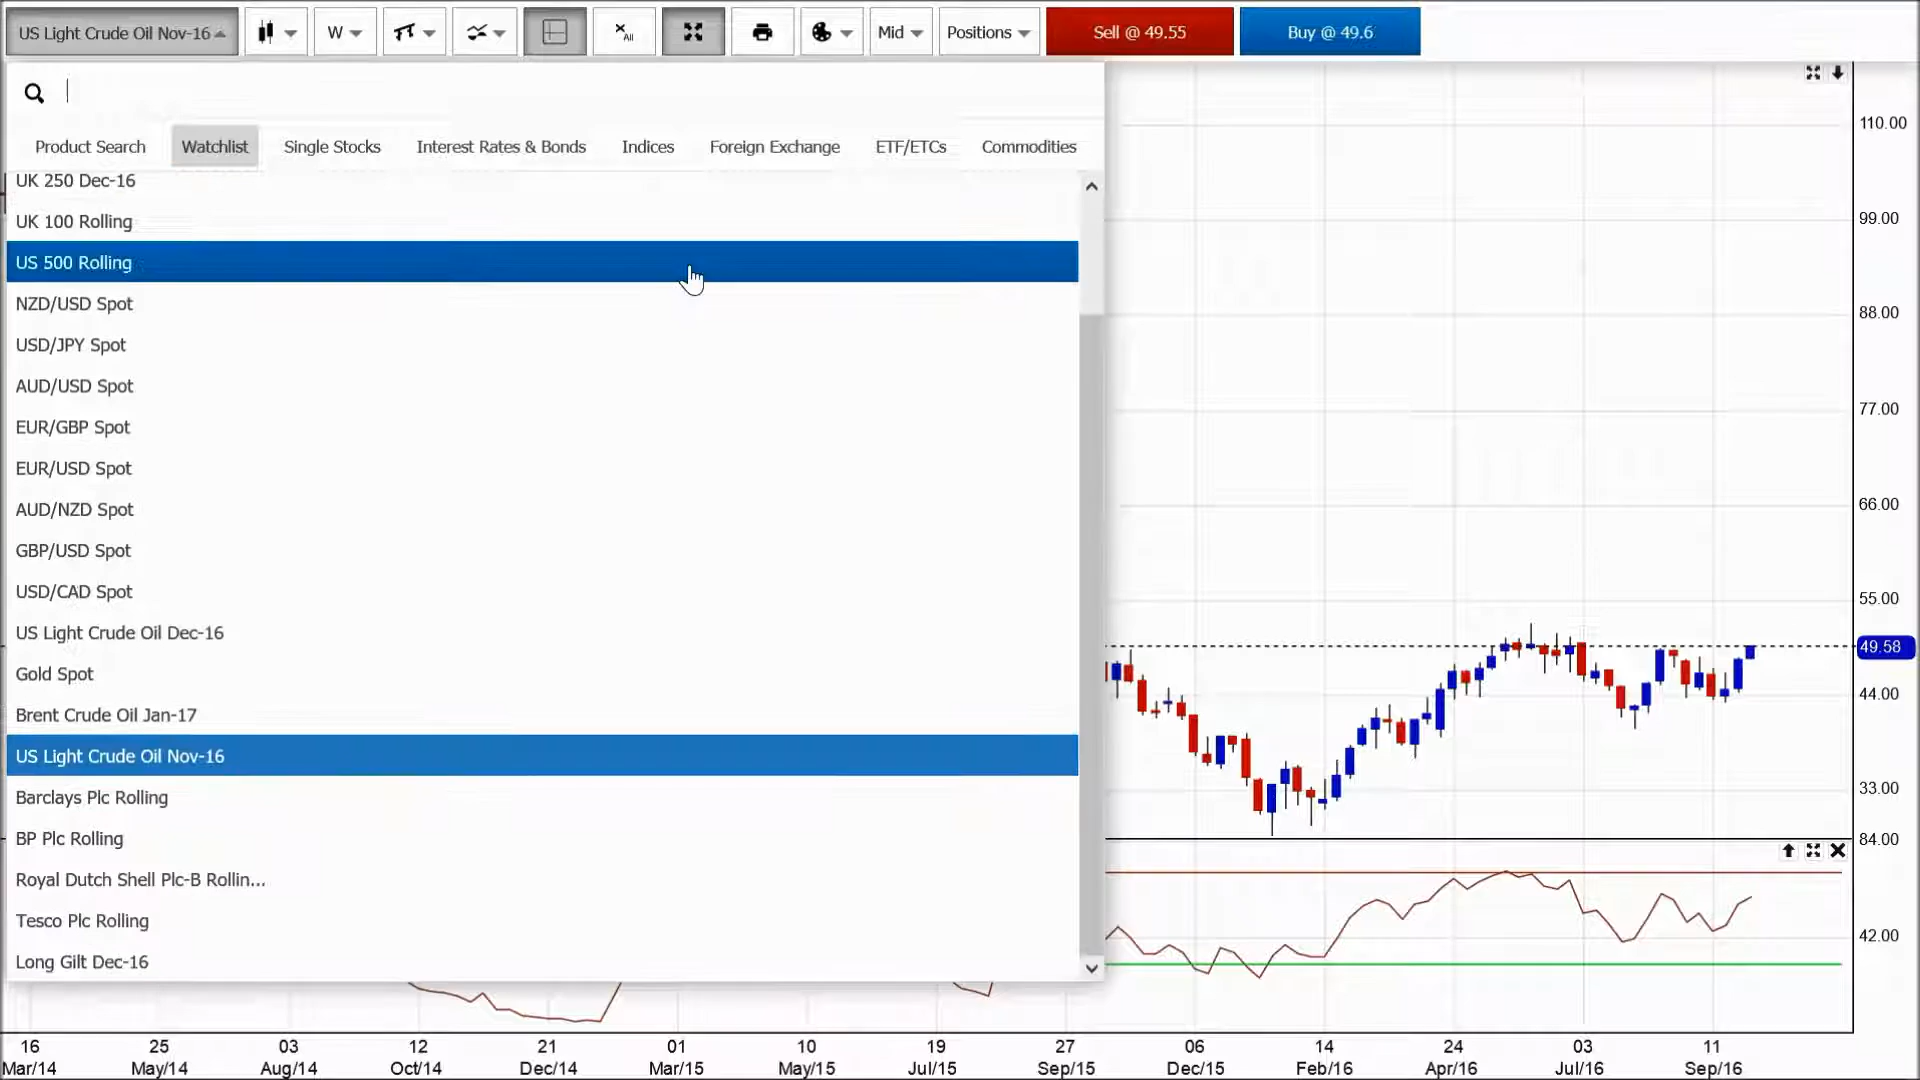 US Light Crude Oil Nov-16 W Mid Positions Sell @ 49.55 Buy @ 49.6
x All
Product Search Watchlist Single Stocks Interest Rates & Bonds Indices Foreign Exchange ETF/ETCs Commodities
UK 250 Dec-16
UK 100 Rolling
US 500 Rolling
NZD/USD Spot
USD/JPY Spot
AUD/USD Spot
EUR/GBP Spot
EUR/USD Spot
AUD/NZD Spot
GBP/USD Spot
USD/CAD Spot
US Light Crude Oil Dec-16
Gold Spot
Brent Crude Oil Jan-17
US Light Crude Oil Nov-16
Barclays Plc Rolling
BP Plc Rolling
Royal Dutch Shell Plc-B Rollin...
Tesco Plc Rolling
Long Gilt Dec-16
110.00
99.00
88.00
77.00
66.00
55.00
49.58
44.00
33.00
84.00
42.00
16 25 03 12 21 01 10 19 27 06 14 24 03 11
Mar/14 May/14 Aug/14 Oct/14 Dec/14 Mar/15 May/15 Jul/15 Sep/15 Dec/15 Feb/16 Apr/16 Jul/16 Sep/16